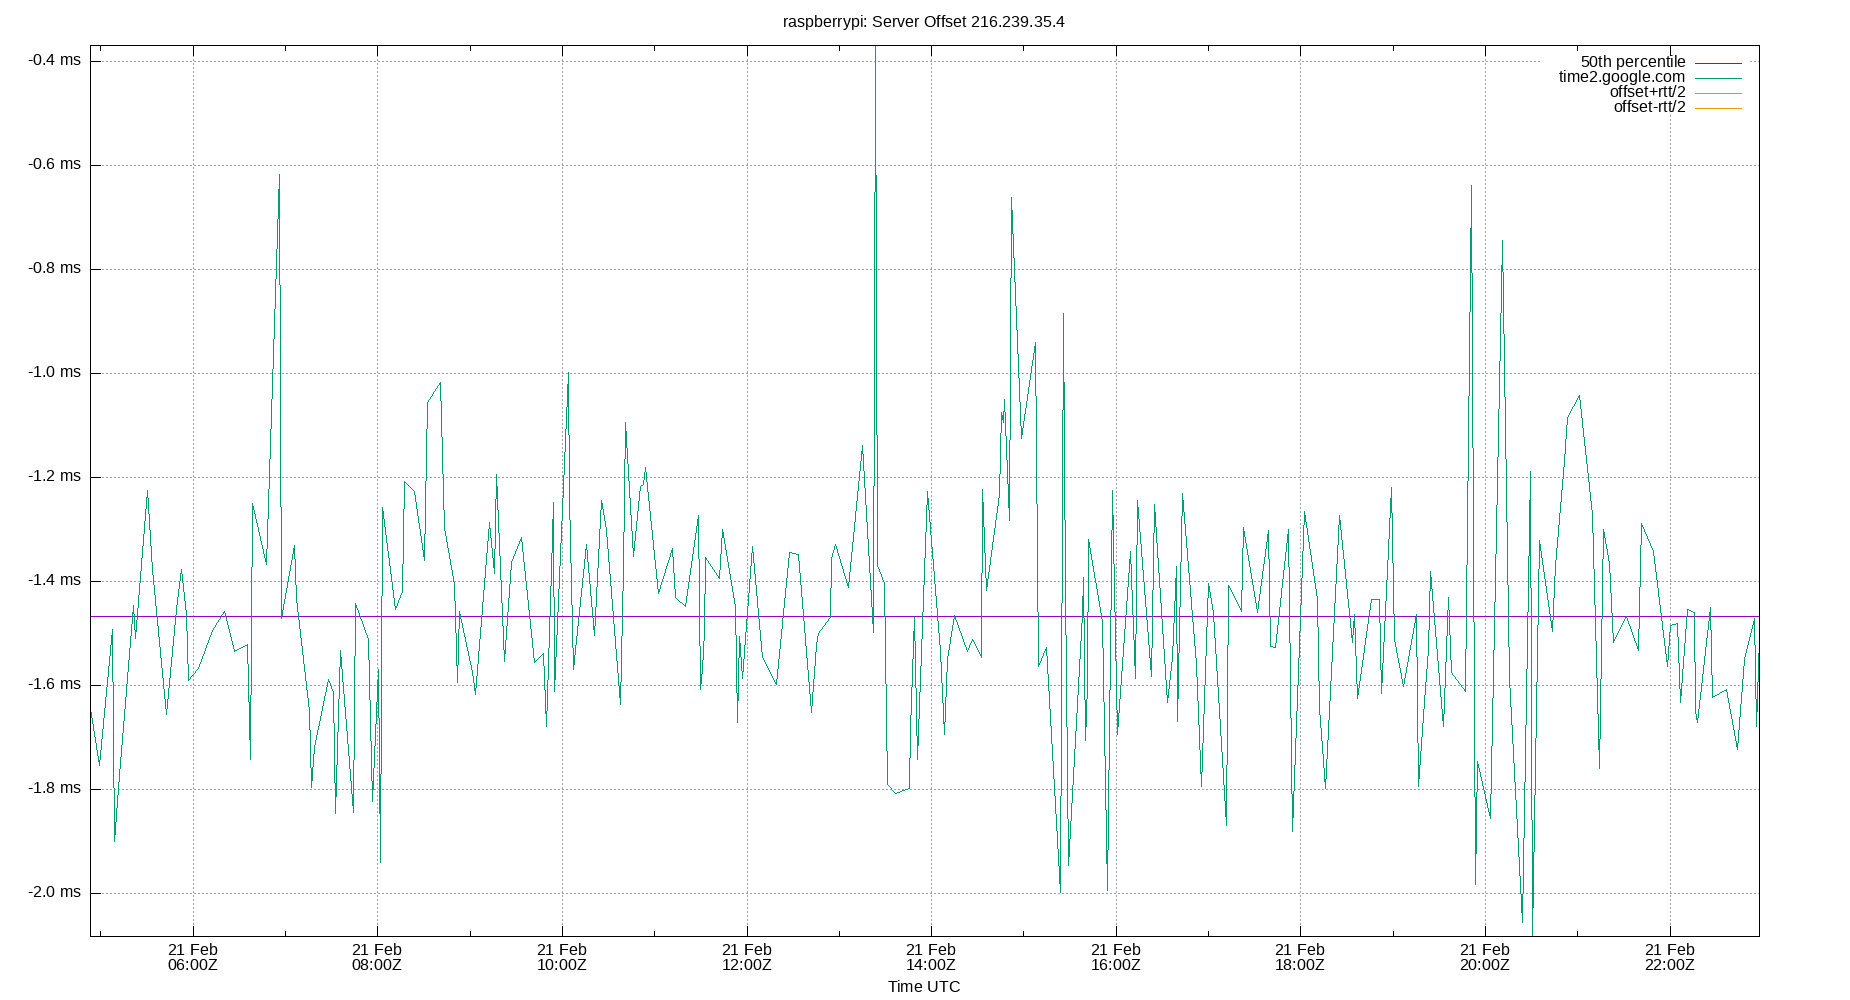 raspberrypi: Server Offset 216.239.35.4
-0.4 ms
-0.6 ms
-0.8 ms
-1.0 ms
-1.2 ms
-1.4 ms
-1.6 ms
-1.8 ms
-2.0 ms
50th percentile
time2.google.com
offset+rtt/2
offset-rtt/2
21 Feb 21 Feb 21 Feb 21 Feb 21 Feb 21 Feb 21 Feb 21 Feb 21 Feb
06:00Z 08:00Z 10:00Z 12:00Z 14:00Z 16:00Z 18:00Z 20:00Z 22:00Z
Time UTC